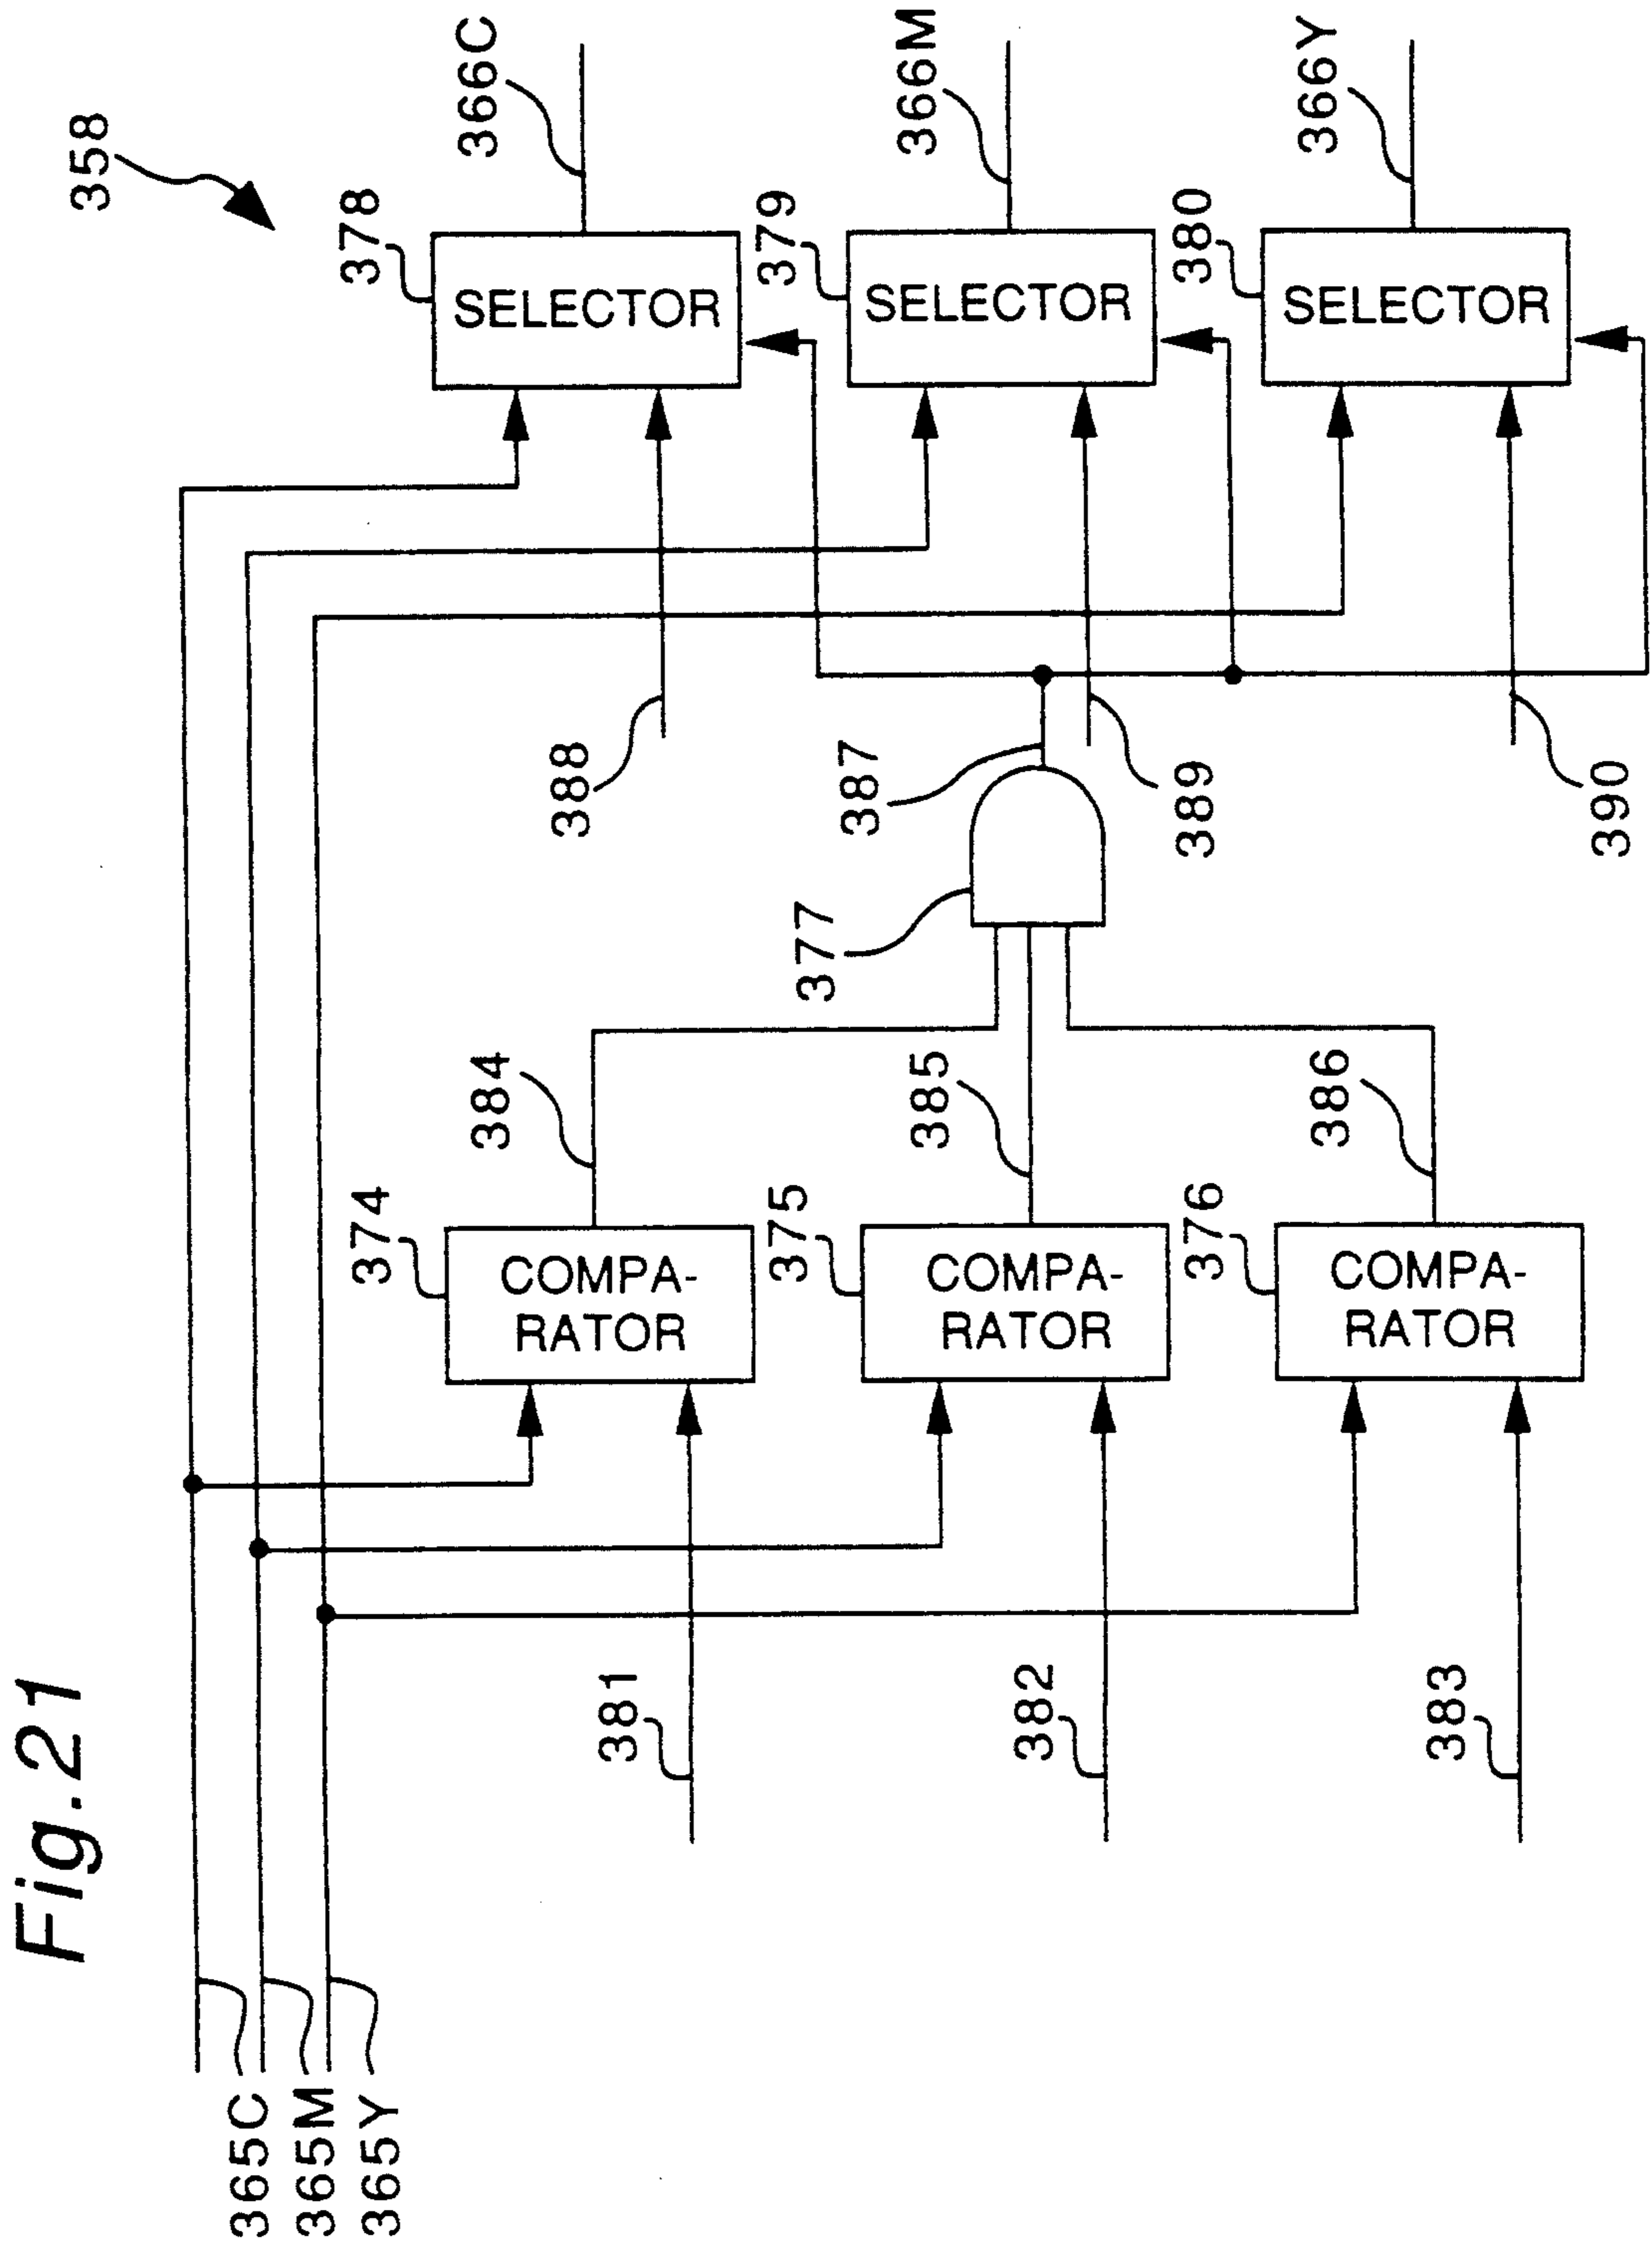 Fig.21
358
365C
365M
365Y
374
COMPA-
RATOR
384
378
SELECTOR
366C
381
388
375
COMPA-
RATOR
385
377
387
379
SELECTOR
366M
382
389
376
COMPA-
RATOR
386
380
SELECTOR
366Y
383
390